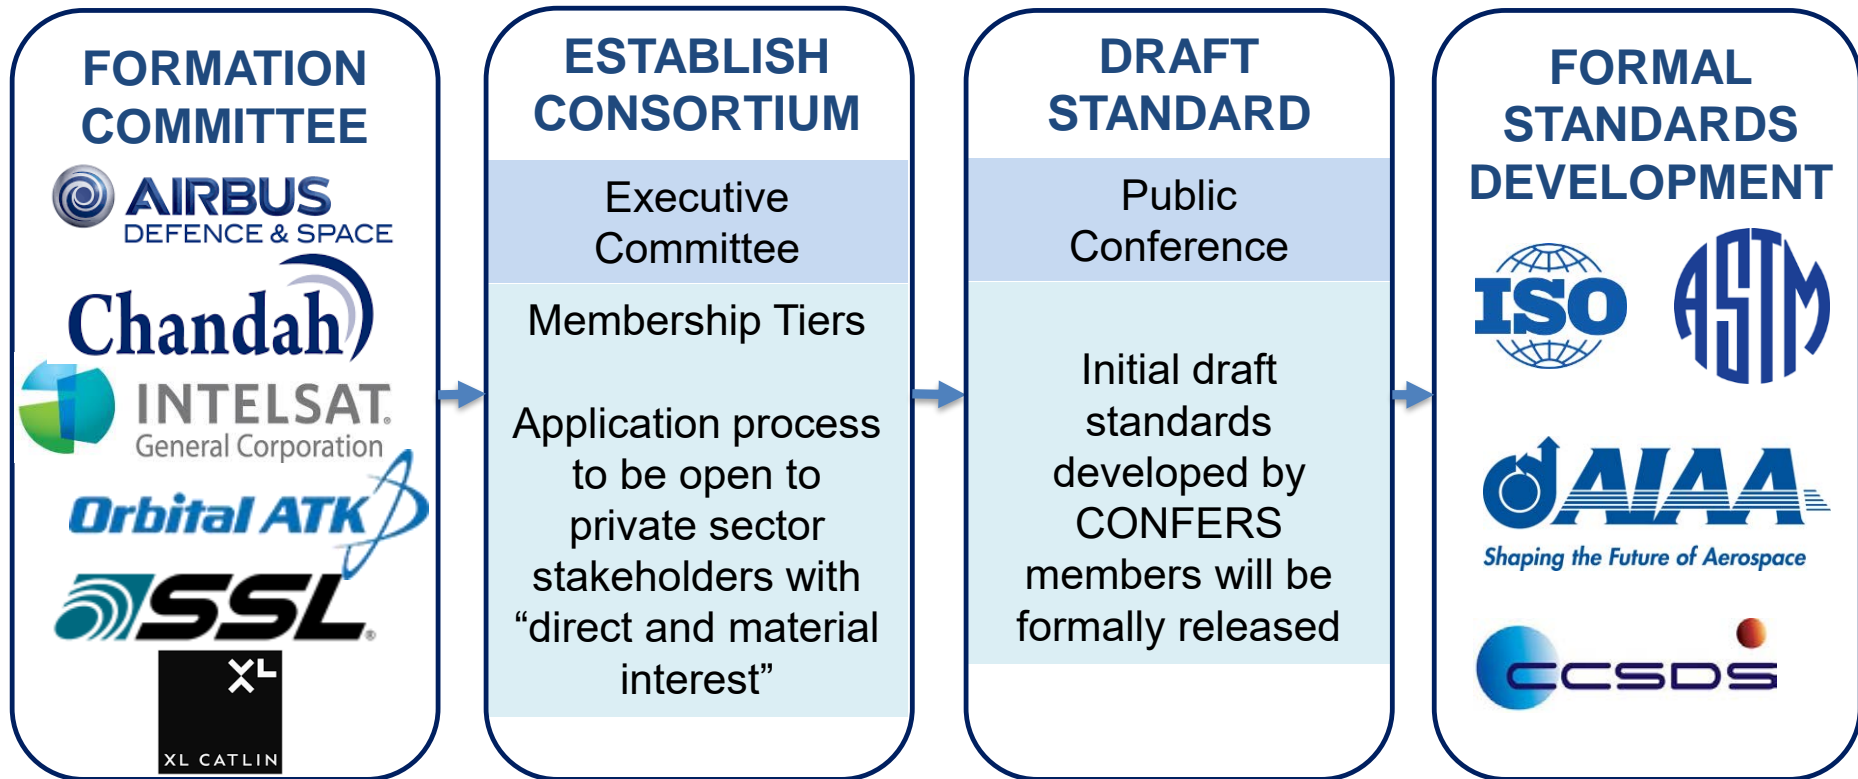 FORMATION
COMMITTEE
AIRBUS
DEFENCE & SPACE
Chandah
INTELSAT®
General Corporation
Orbital ATK
SSL®
XL
XL CATLIN
ESTABLISH
CONSORTIUM
Executive
Committee
Membership Tiers
Application process
to be open to
private sector
stakeholders with
“direct and material
interest”
DRAFT
STANDARD
Public
Conference
Initial draft
standards
developed by
CONFERS
members will be
formally released
FORMAL
STANDARDS
DEVELOPMENT
ISO
ASTM
AIAA
Shaping the Future of Aerospace
CCSDS